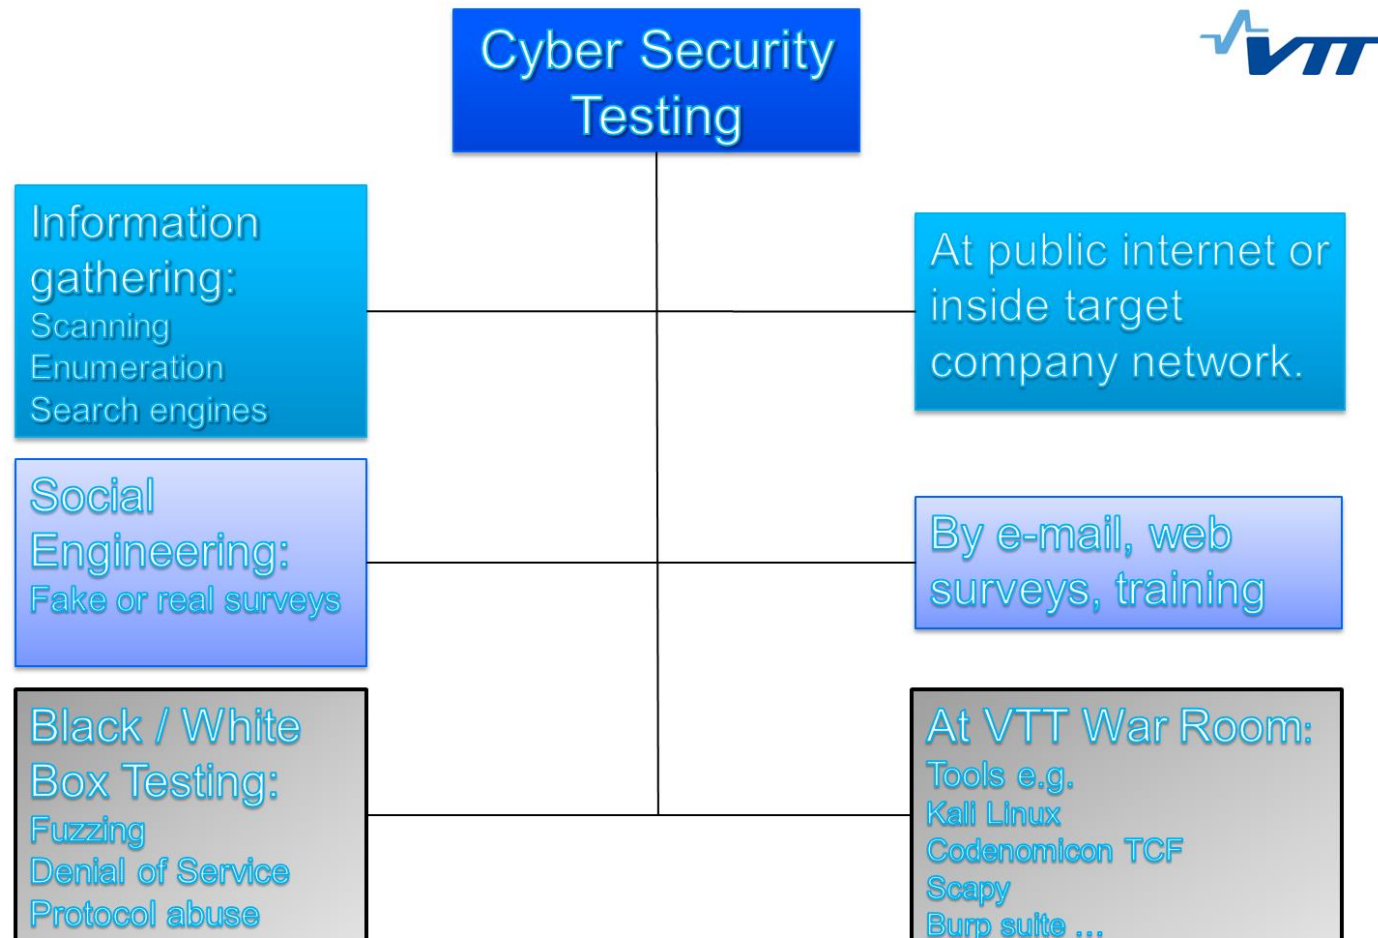 Cyber Security
Testing
VTT
Information
gathering:
Scanning
Enumeration
Search engines
At public internet or
inside target
company network.
Social
Engineering:
Fake or real surveys
By e-mail, web
surveys, training
Black / White
Box Testing:
Fuzzing
Denial of Service
Protocol abuse
At VTT War Room:
Tools e.g.
Kali Linux
Codenomicon TCF
Scapy
Burp suite ...